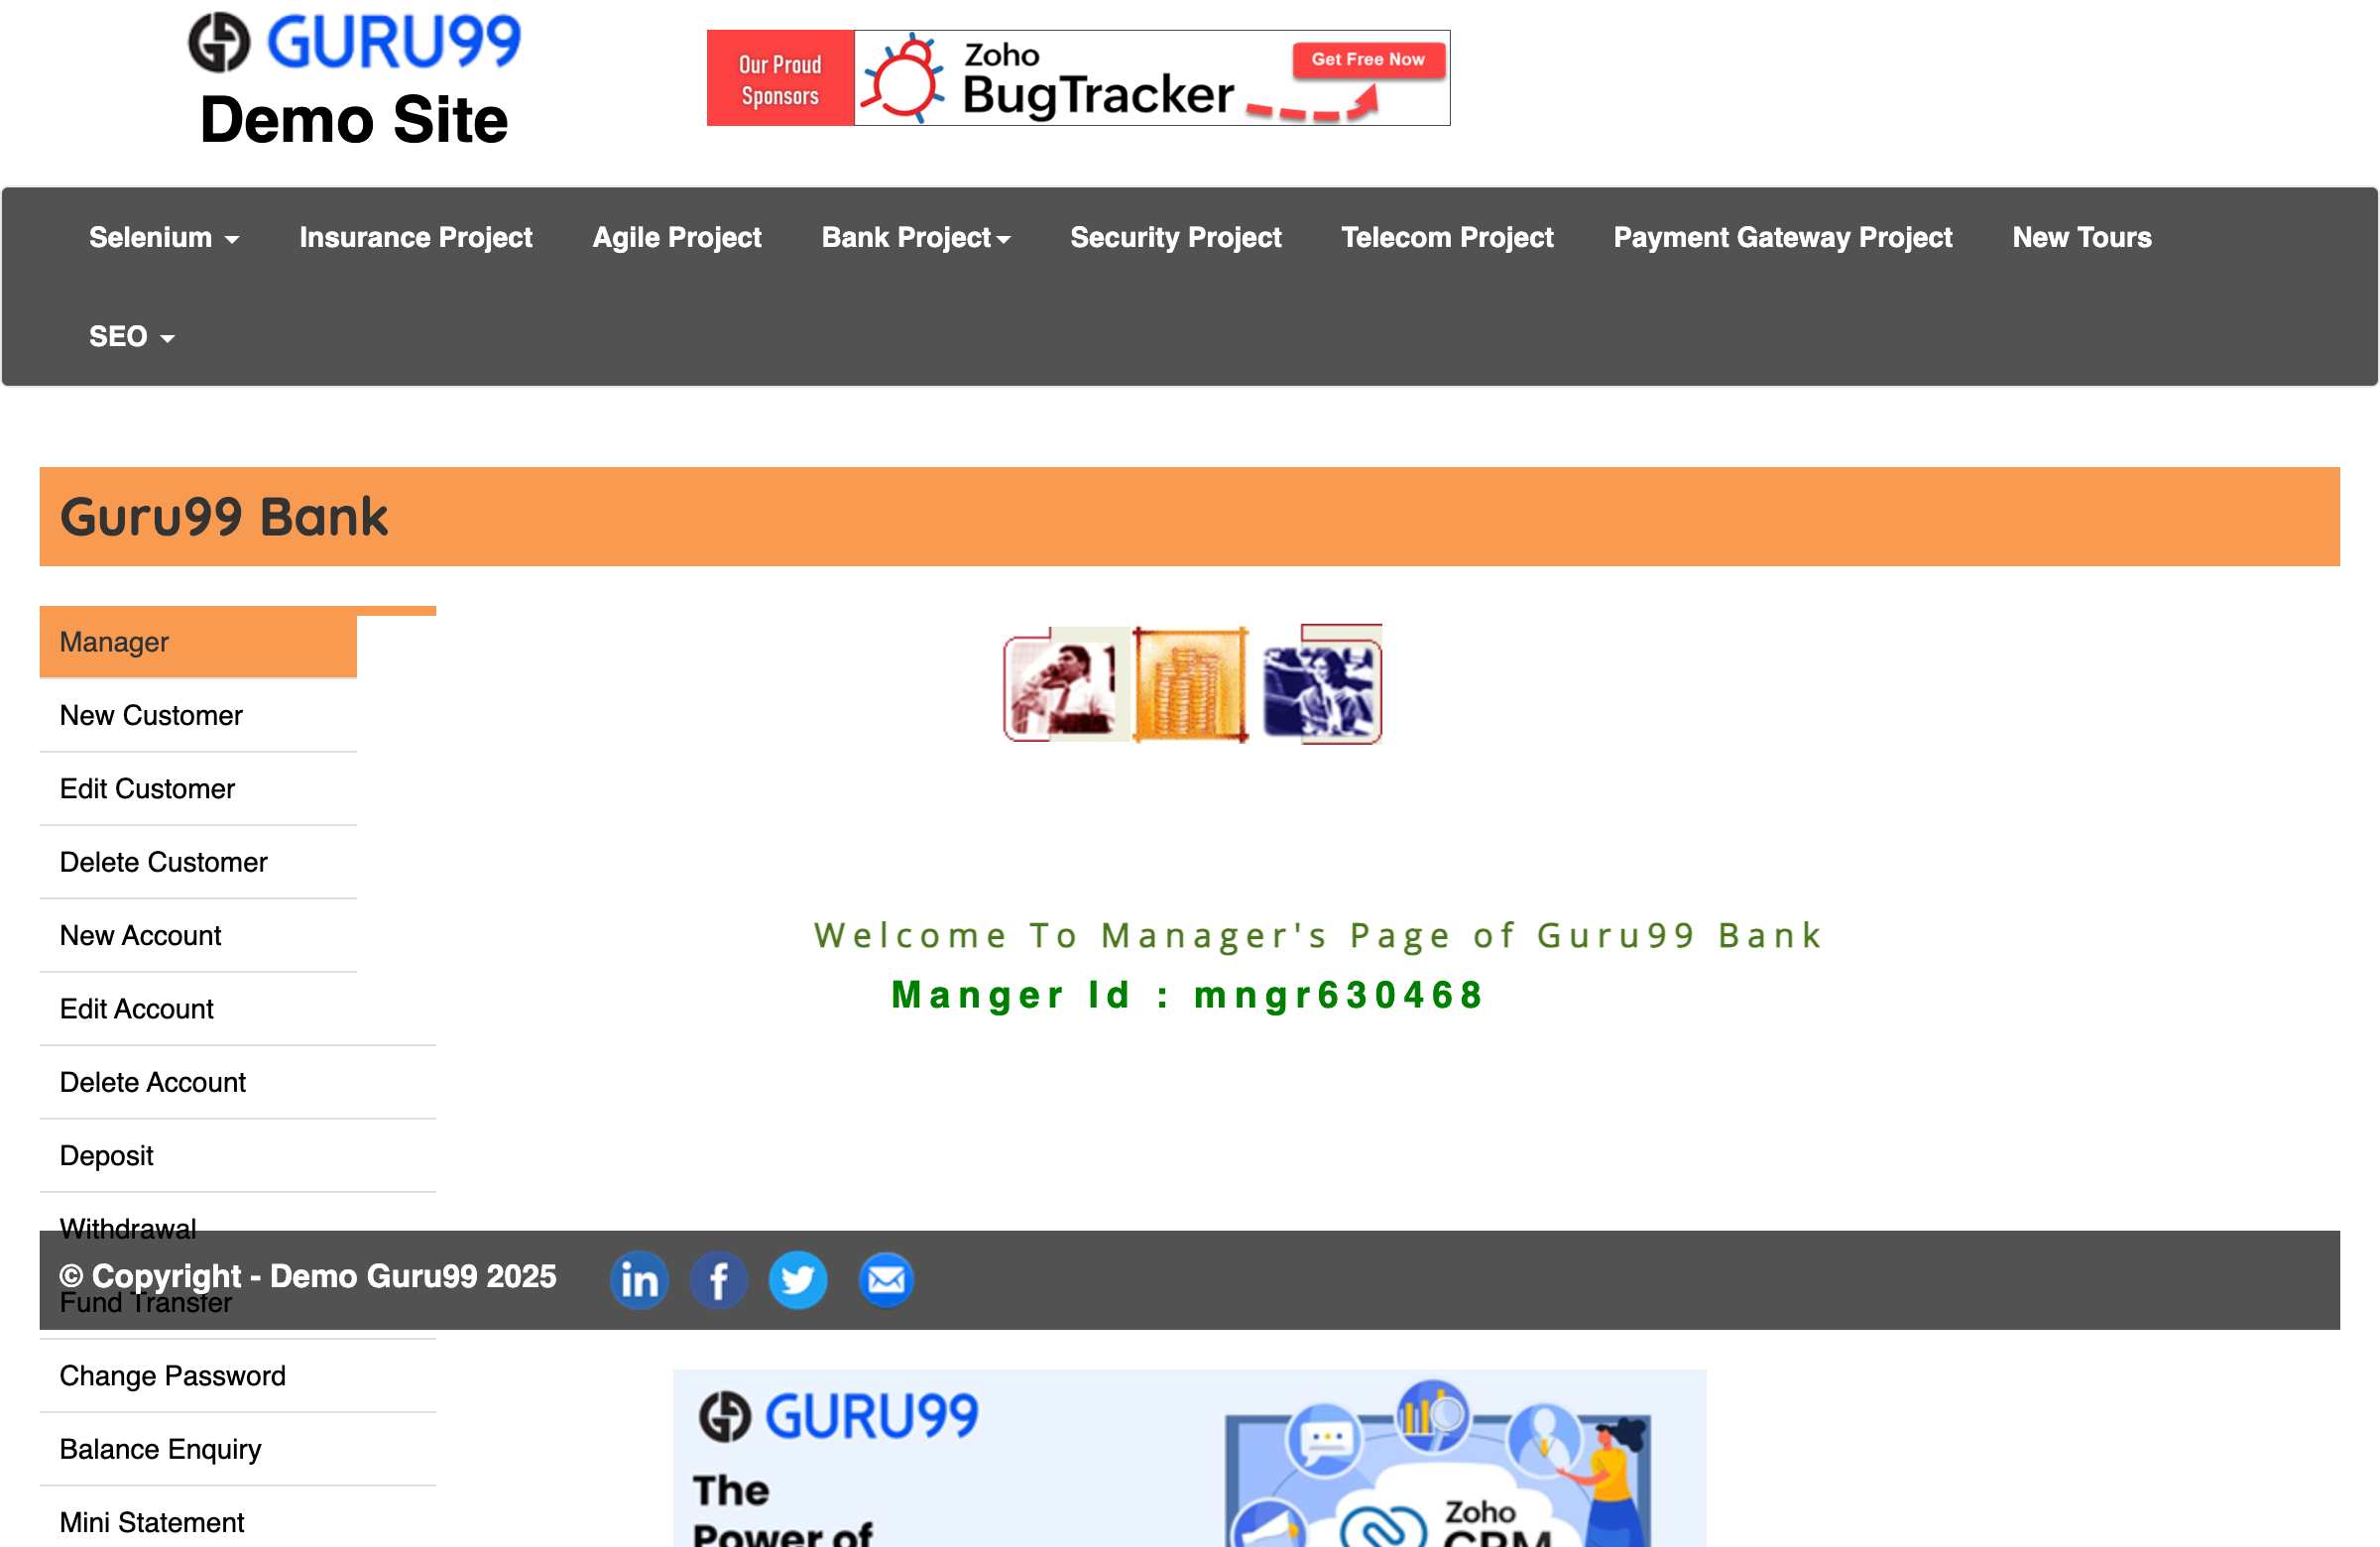 GURU99
Demo Site
Our Proud
Sponsors
Zoho
BugTracker
Get Free Now
Selenium
Insurance Project
Agile Project
Bank Project
Security Project
Telecom Project
Payment Gateway Project
New Tours
SEO
Guru99 Bank
Manager
New Customer
Edit Customer
Delete Customer
New Account
Edit Account
Delete Account
Deposit
Withdrawal
Fund Transfer
Change Password
Balance Enquiry
Mini Statement
Welcome To Manager's Page of Guru99 Bank
Manger Id : mngr630468
© Copyright - Demo Guru99 2025
in
f
GURU99
The
Power of
Zoho
CRM